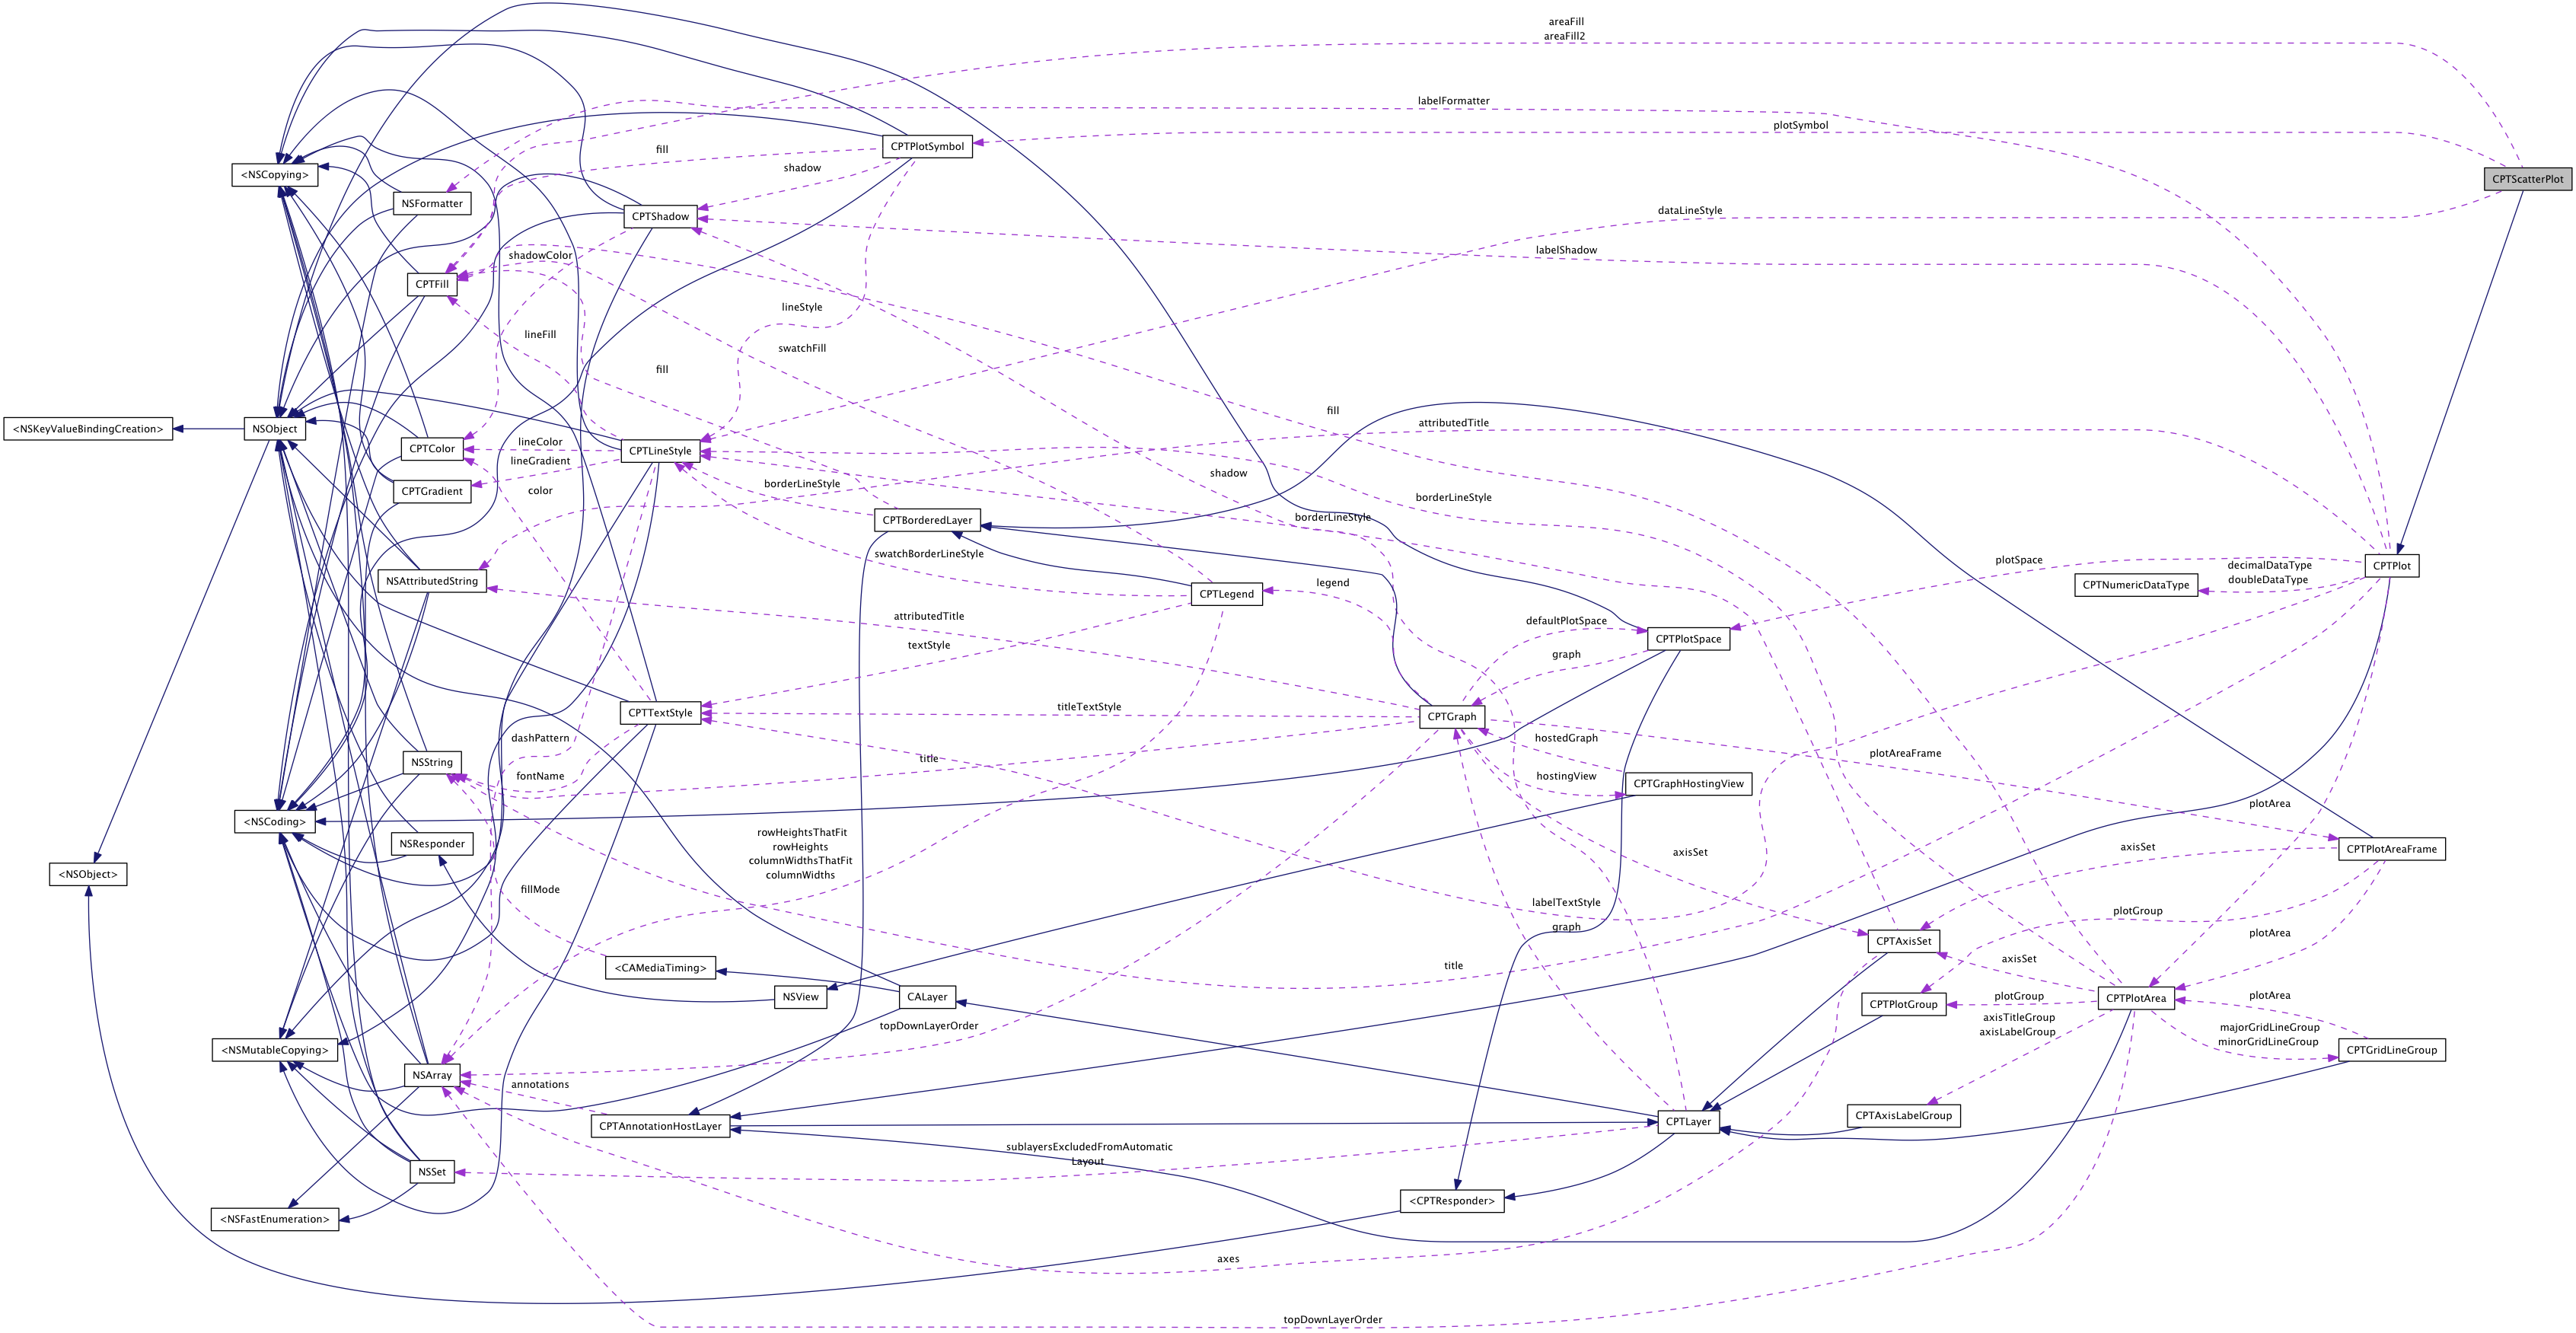 areaFill
areaFill2
labelFormatter
plotSymbol
CPTPlotSymbol
fill
shadow
<NSCopying>
CPTScatterPlot
NSFormatter
dataLineStyle
CPTShadow
labelShadow
shadowColor
CPTFill
lineStyle
lineFill
swatchFill
fill
fill
attributedTitle
<NSKeyValueBindingCreation>
NSObject
CPTColor
lineColor
CPTLineStyle
lineGradient
shadow
CPTGradient
color
borderLineStyle
borderLineStyle
CPTBorderedLayer
borderLineStyle
swatchBorderLineStyle
plotSpace
CPTPlot
decimalDataType
doubleDataType
CPTNumericDataType
NSAttributedString
legend
CPTLegend
attributedTitle
defaultPlotSpace
CPTPlotSpace
textStyle
graph
CPTTextStyle
titleTextStyle
CPTGraph
dashPattern
hostedGraph
title
plotAreaFrame
NSString
fontName
hostingView
CPTGraphHostingView
plotArea
<NSCoding>
rowHeightsThatFit
rowHeights
columnWidthsThatFit
columnWidths
NSResponder
axisSet
axisSet
CPTPlotAreaFrame
<NSObject>
fillMode
labelTextStyle
graph
plotGroup
plotArea
CPTAxisSet
title
axisSet
<CAMediaTiming>
NSView
CALayer
CPTPlotGroup
plotGroup
CPTPlotArea
plotArea
axisTitleGroup
axisLabelGroup
majorGridLineGroup
minorGridLineGroup
topDownLayerOrder
<NSMutableCopying>
CPTGridLineGroup
NSArray
annotations
CPTAnnotationHostLayer
CPTLayer
CPTAxisLabelGroup
sublayersExcludedFromAutomatic
Layout
NSSet
<CPTResponder>
<NSFastEnumeration>
axes
topDownLayerOrder